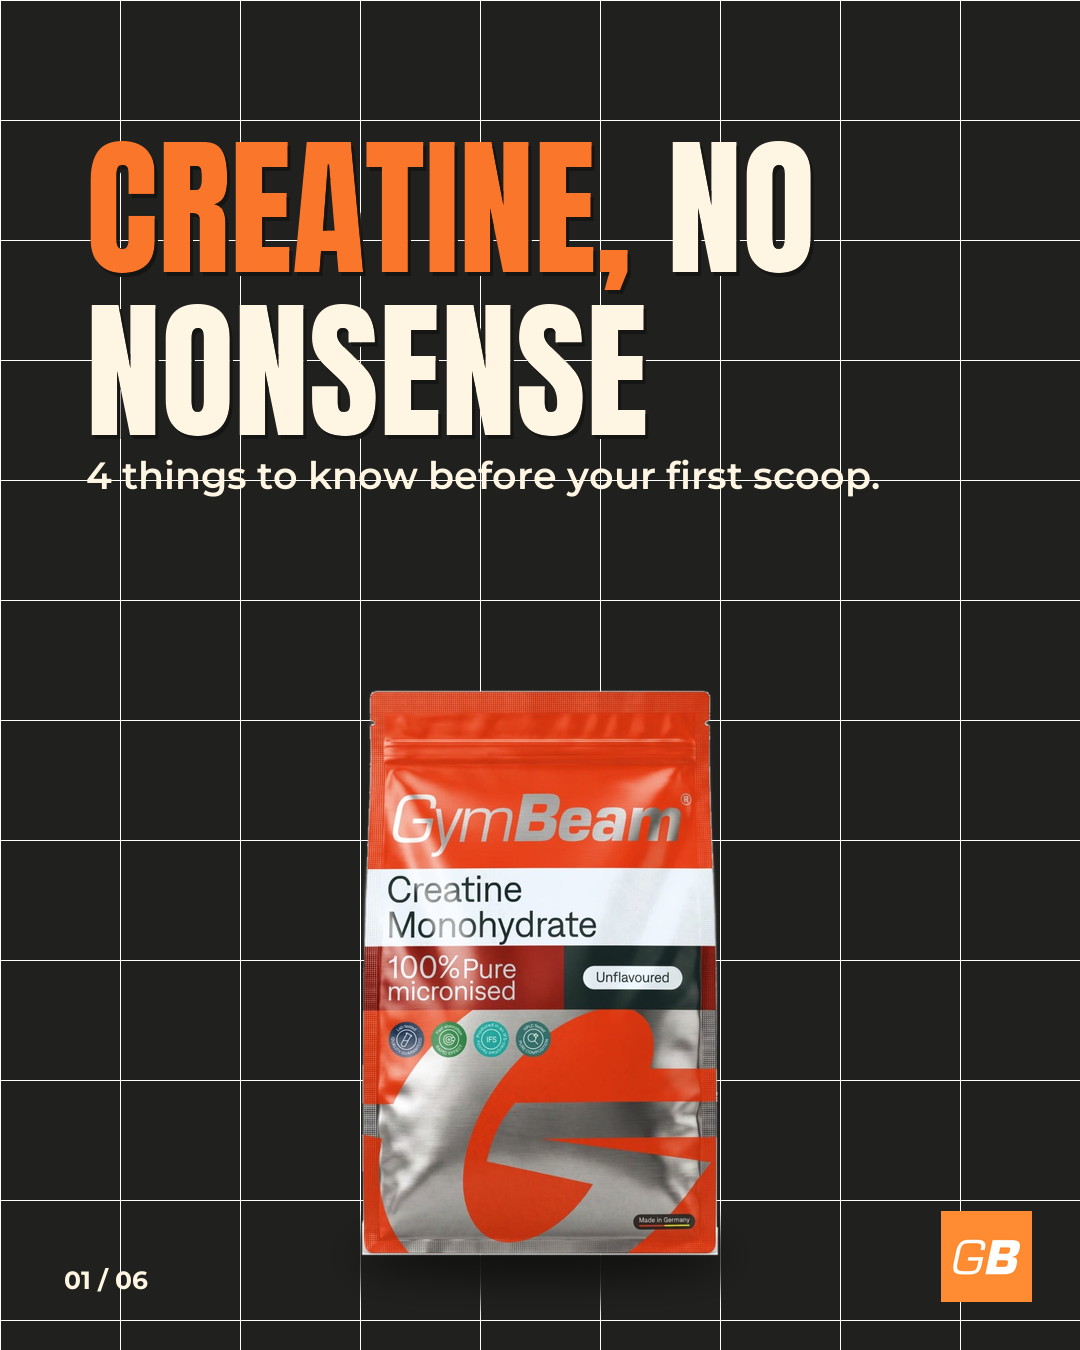 CREATINE, NO
NONSENSE
4 things to know before your first scoop.
GymBeam®
Creatine
Monohydrate
100% Pure
micronised
Unflavoured
IFS
Made in Germany
01 / 06
GB